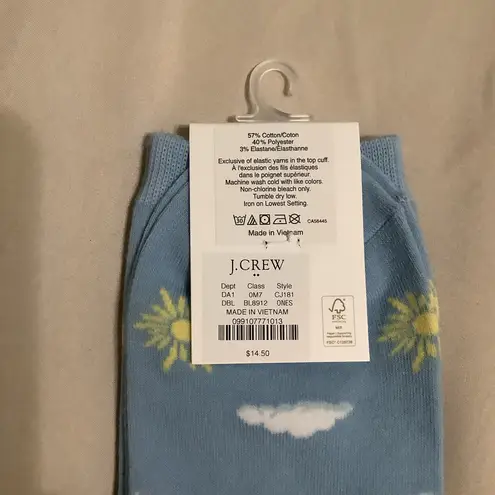 57% Cotton/Coton
40% Polyester
3% Elastane/Élasthanne
Exclusive of elastic yarns in the top cuff.
À l'exclusion des fils élastiques
dans le poignet supérieur.
Machine wash cold with like colors.
Non-chlorine bleach only.
Tumble dry low.
Iron on Lowest Setting.
30
CA56445
Made in Vietnam
J.CREW
Dept Class Style
DA1 0M7 CJ181
DBL BL8912 ONES
MADE IN VIETNAM
099107771013
$14.50
FSC
MIX